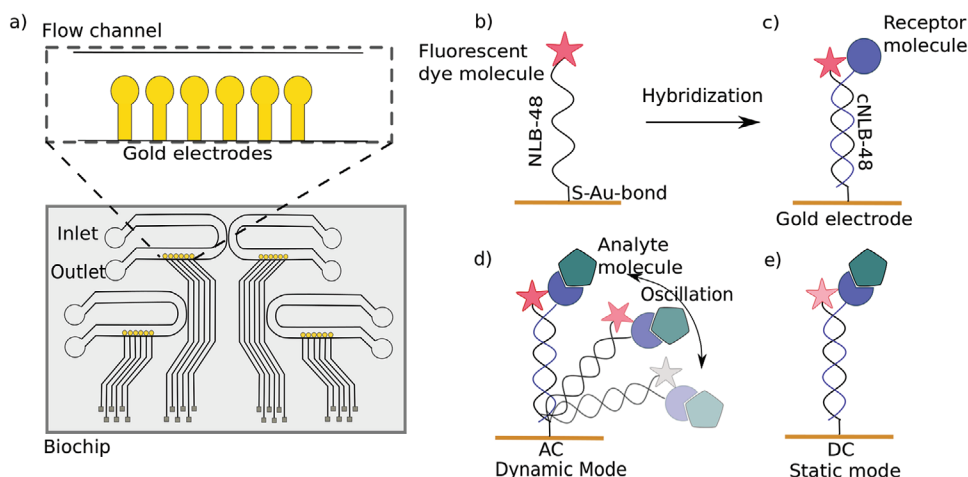 a)
Flow channel
Gold electrodes
Inlet
Outlet
Biochip
b)
Fluorescent
dye molecule
NLB-48
S-Au-bond
Hybridization
c)
Receptor
molecule
cNLB-48
Gold electrode
d)
Analyte
molecule
Oscillation
AC
Dynamic Mode
e)
DC
Static mode